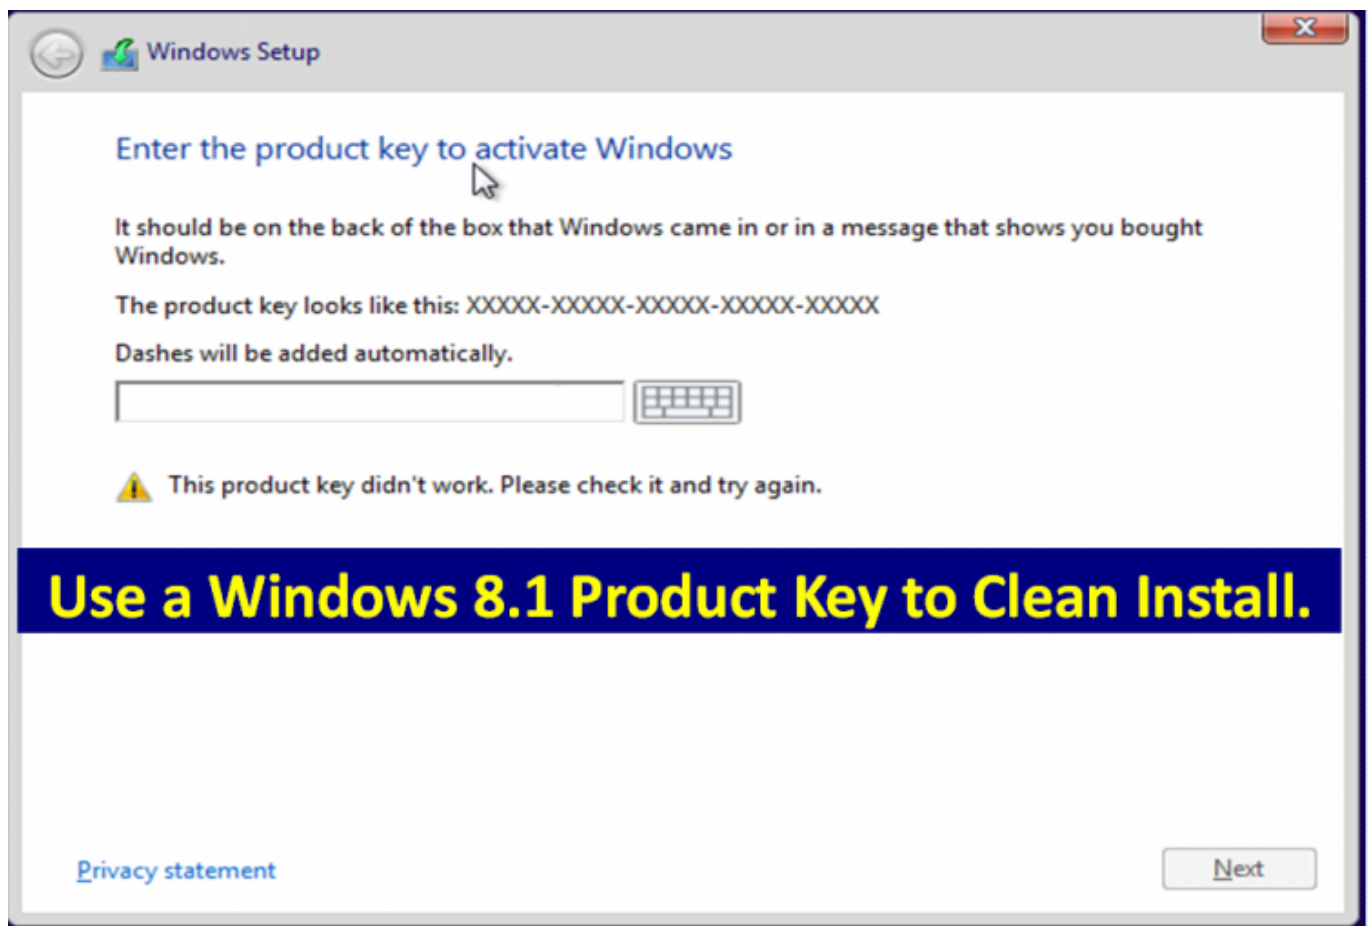 Windows Setup
Enter the product key to activate Windows
It should be on the back of the box that Windows came in or in a message that shows you bought
Windows.
The product key looks like this: XXXXX-XXXXX-XXXXX-XXXXX-XXXXX
Dashes will be added automatically.
This product key didn't work. Please check it and try again.
Use a Windows 8.1 Product Key to Clean Install.
Privacy statement
Next